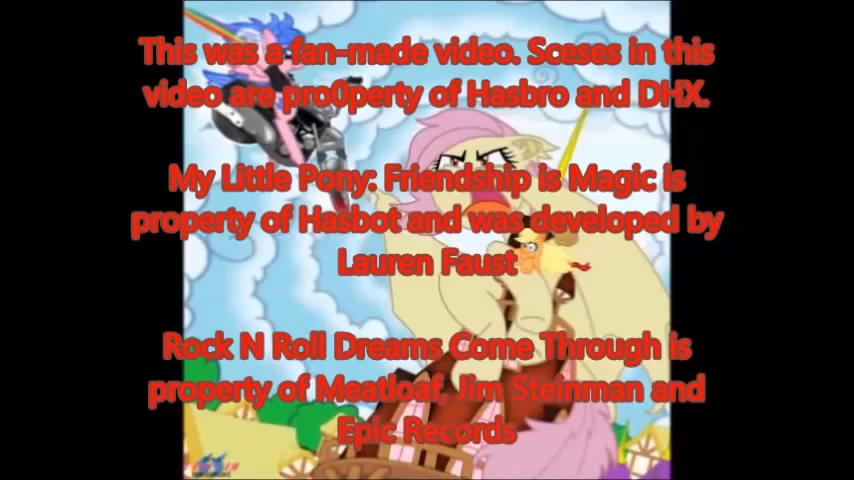 This was a fan-made video. Sceses in this
video are pro0perty of Hasbro and DHX.
My Little Pony: Friendship is Magic is
property of Hasbot and was developed by
Lauren Faust
Rock N Roll Dreams Come Through is
property of Meatloaf, Jim Steinman and
Epic Records